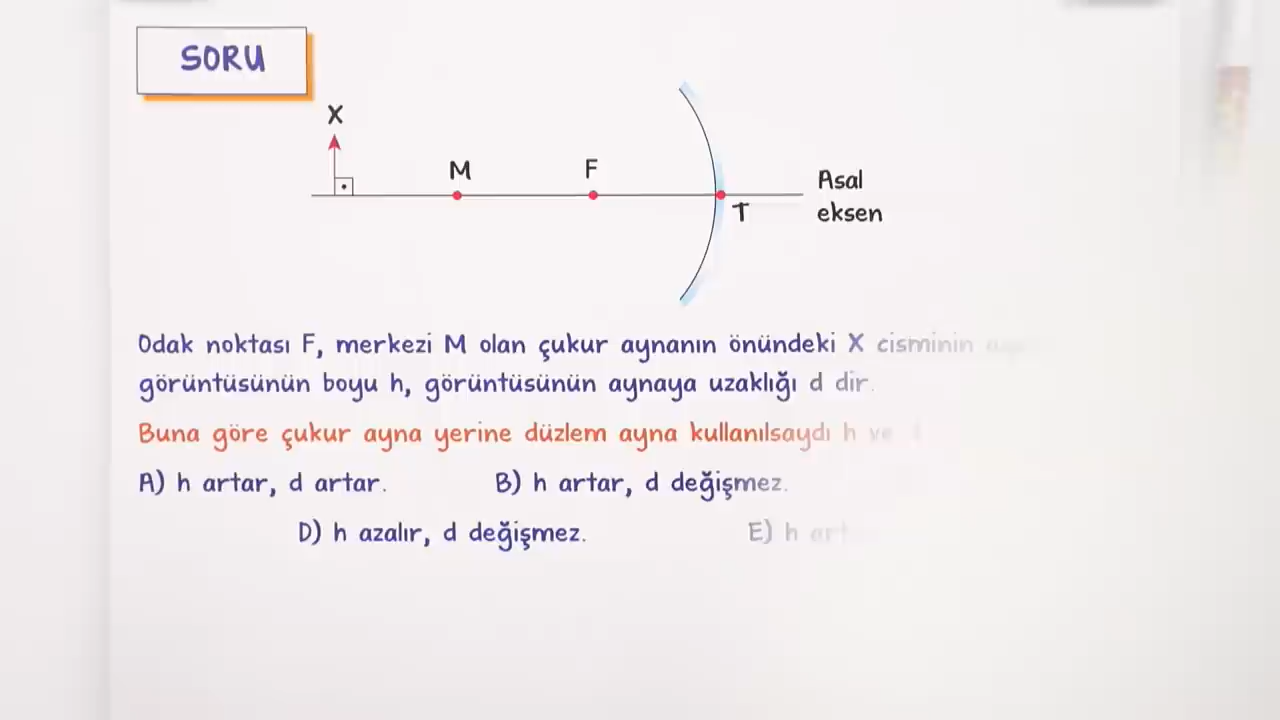 SORU
X
M
F
T
Asal
eksen
Odak noktası F, merkezi M olan çukur aynanın önündeki X cisminin
görüntüsünün boyu h, görüntüsünün aynaya uzaklığı d dir.
Buna göre çukur ayna yerine düzlem ayna kullanılsaydı h ve
A) h artar, d artar. B) h artar, d değişmez.
D) h azalır, d değişmez. E) h